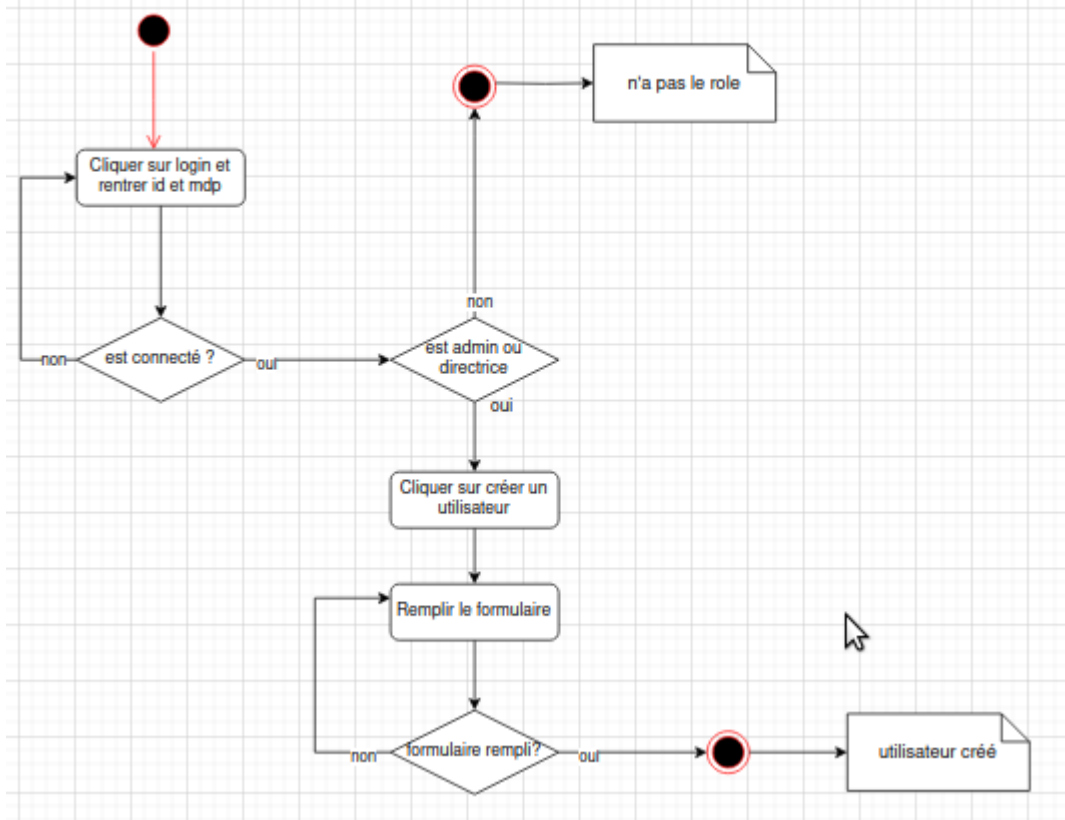 n'a pas le role
Cliquer sur login et
rentrer id et mdp
non
est connecté ?
oui
non
est admin ou
directrice
oui
Cliquer sur créer un
utilisateur
Remplir le formulaire
non
formulaire rempli?
oui
utilisateur créé